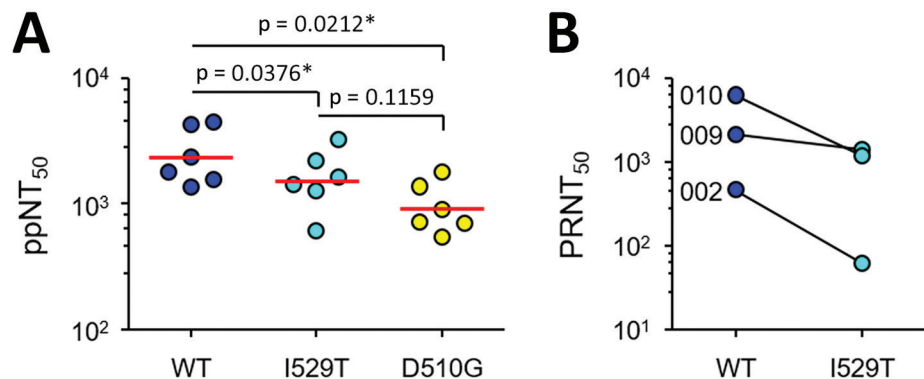 A
p = 0.0212*
p = 0.0376*
p = 0.1159
10⁴
10³
10²
ppNT₅₀
WT I529T D510G
B
10⁴
10³
10²
10¹
PRNT₅₀
010
009
002
WT I529T